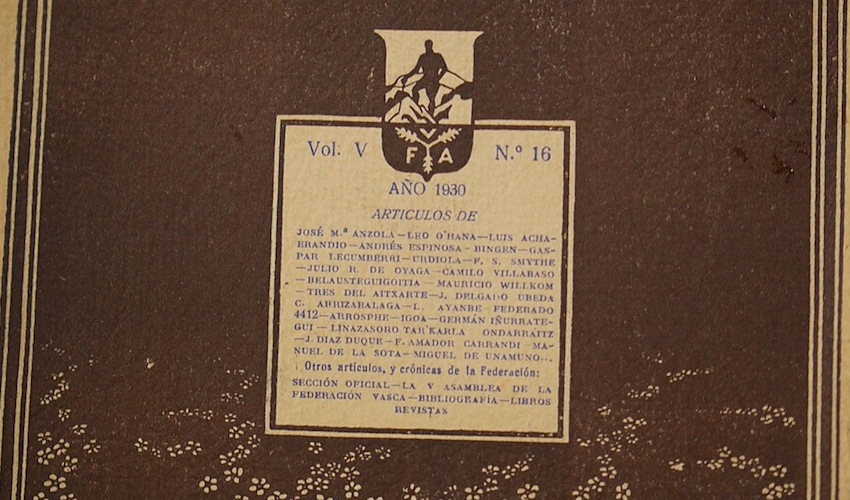 V
F A
Vol. V N.º 16
AÑO 1930
ARTICULOS DE
JOSÉ M.ª ANZOLA—LEO O'HANA—LUIS ACHA-
ERANDIO—ANDRÉS ESPINOSA-BINGEN—GAS-
PAR LECUMBERRI—URDIOLA—F. S. SMYTHE
—JULIO R. DE OYAGA-CAMILO VILLABASO
—BELAUSTEGUIGOITIA—MAURICIO WILLKOM
—TRES DEL AITXARTE—J. DELGADO UBEDA
C. ARRIZABALAGA—L. AYANBE-FEDERADO
4412—ARROSPHE—IGOA—GERMÁN IÑURRATE-
GUI—LINAZASORO TAR'KARLA ONDARRAITZ
—J. DIAZ DUQUE-F. AMADOR CARRANDI-MA-
NUEL DE LA SOTA-MIGUEL DE UNAMUNO...
Otros artículos, y crónicas de la Federación:
SECCIÓN OFICIAL—LA V ASAMBLEA DE LA
FEDERACIÓN VASCA—BIBLIOGRAFÍA—LIBROS
REVISTAS